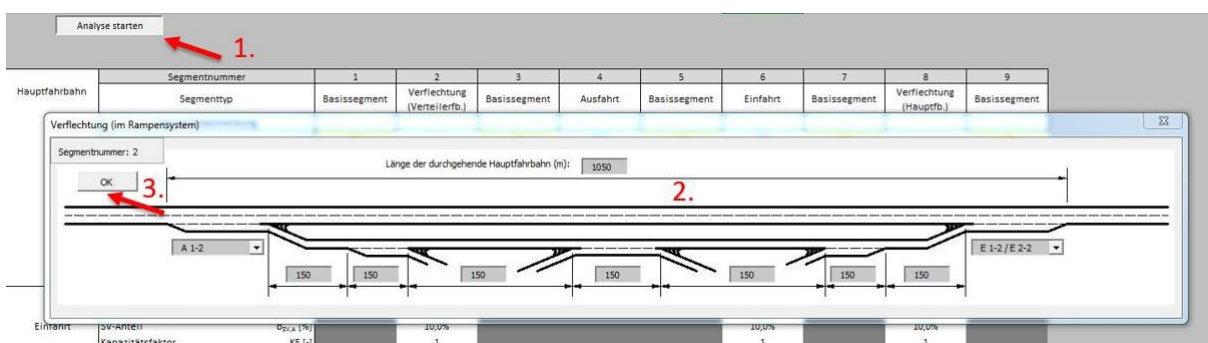 Analyse starten
1.
Hauptfahrbahn
Segmentnummer 1 2 3 4 5 6 7 8 9
Segmenttyp Basissegment Verflechtung (Verteilerfb.) Basissegment Ausfahrt Basissegment Einfahrt Basissegment Verflechtung (Hauptfb.) Basissegment
Verflechtung (im Rampensystem)
Segmentnummer: 2
Länge der durchgehende Hauptfahrbahn (m): 1050
OK
3.
2.
A 1-2
E 1-2 / E 2-2
150 150 150 150 150 150 150
Einfahrt SV-Anteil bSV,A [%] 10,0% 10,0% 10,0%
Kapazitätsfaktor KF [-] 1 1 1